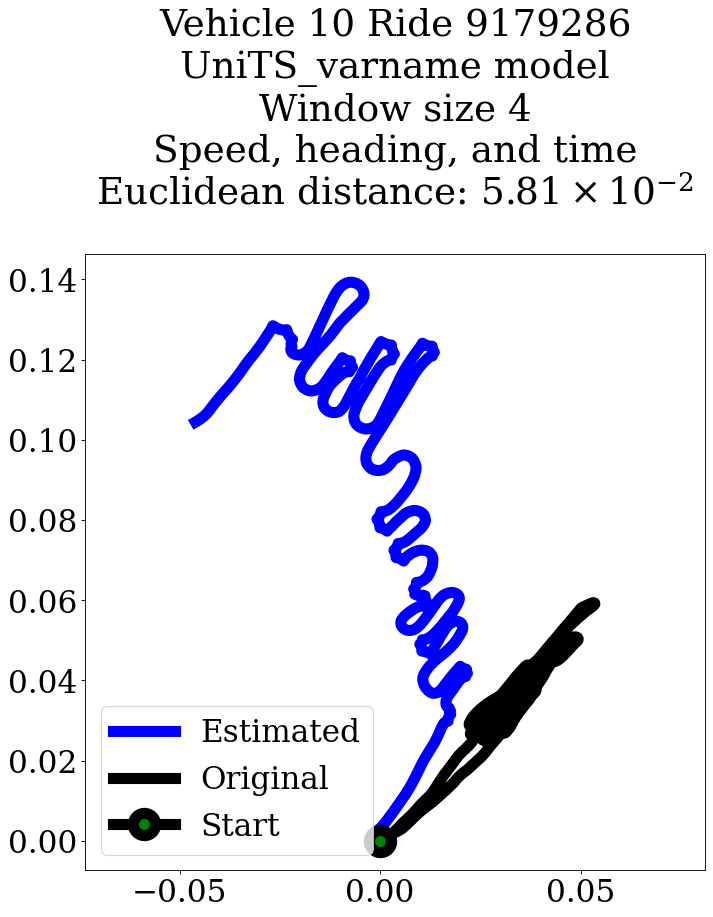 Vehicle 10 Ride 9179286
UniTS_varname model
Window size 4
Speed, heading, and time
Euclidean distance: 5.81 × 10⁻²
0.14
0.12
0.10
0.08
0.06
0.04
0.02
0.00
Estimated
Original
Start
−0.05 0.00 0.05